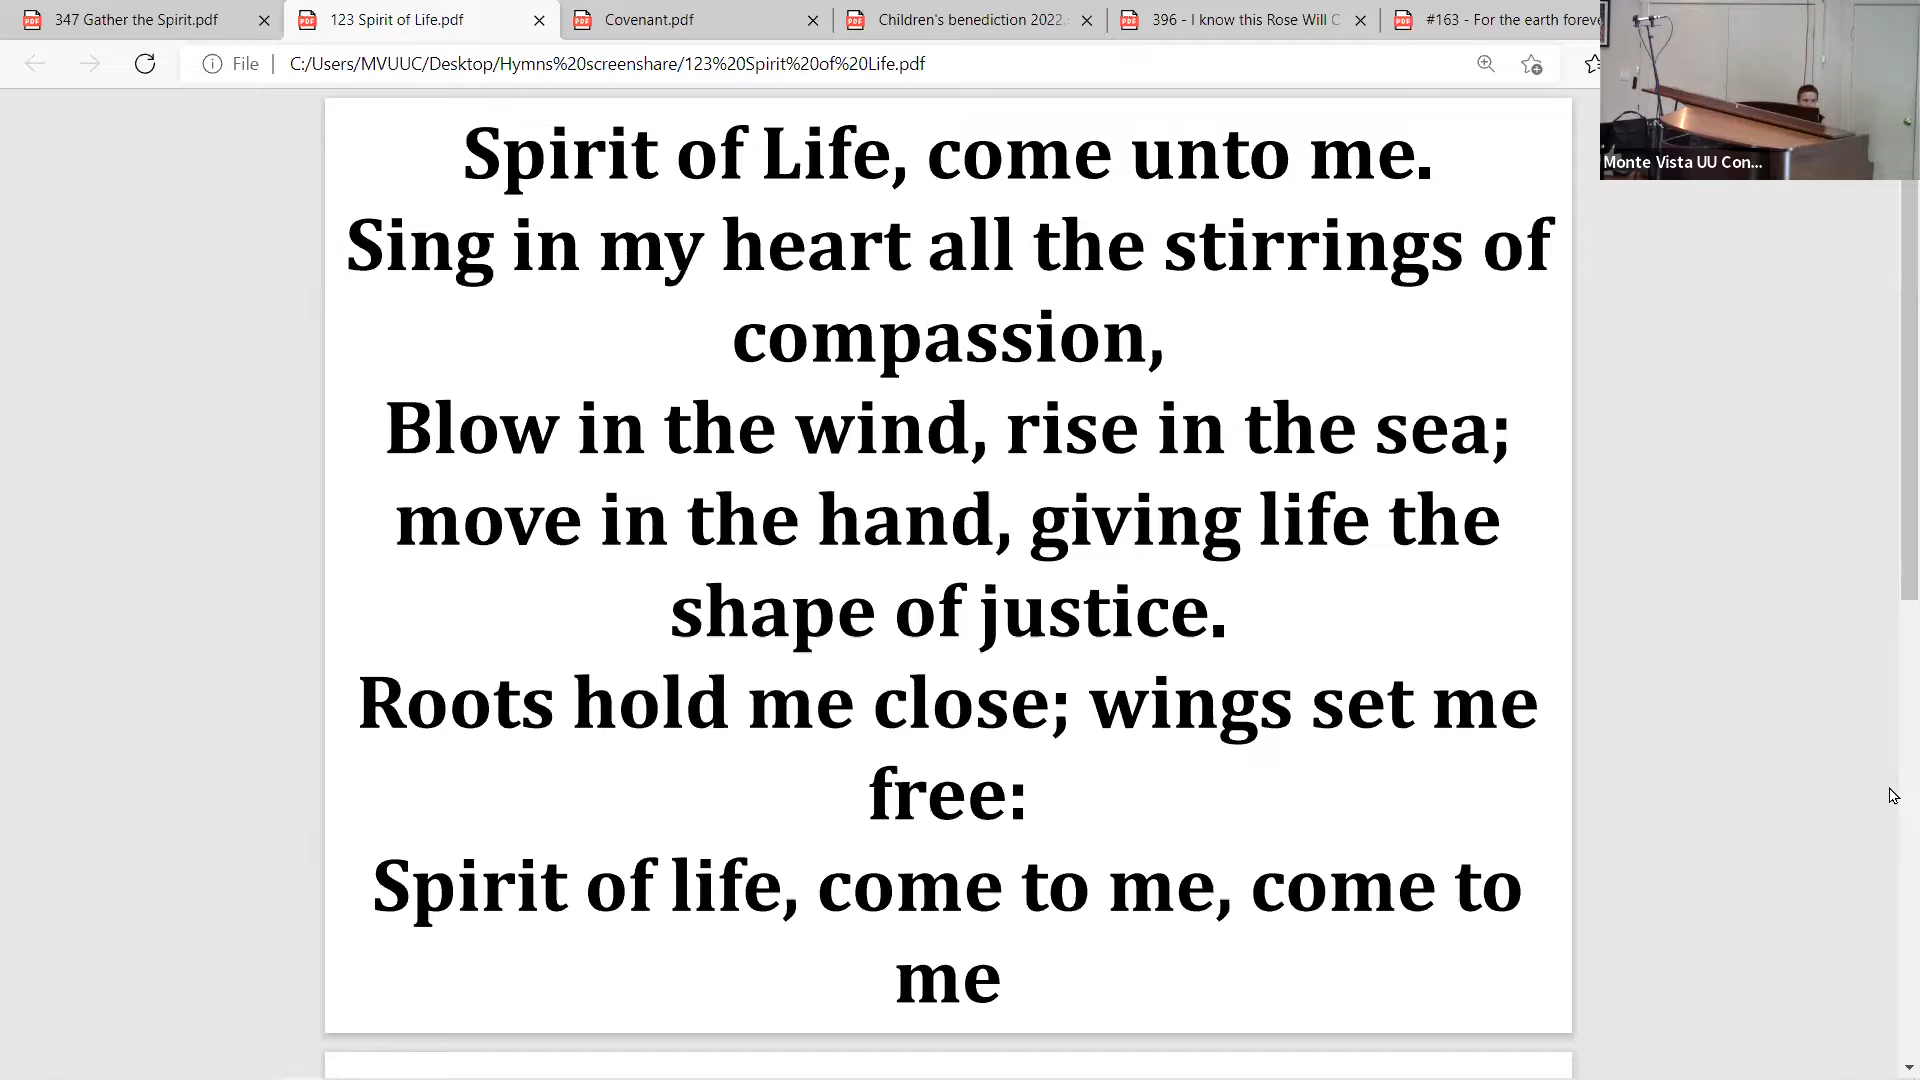 347 Gather the Spirit.pdf
123 Spirit of Life.pdf
Covenant.pdf
Children's benediction 2022.
396 - I know this Rose Will C
#163 - For the earth foreve
File
C:/Users/MVUUC/Desktop/Hymns%20screenshare/123%20Spirit%20of%20Life.pdf
Monte Vista UU Con...
Spirit of Life, come unto me.
Sing in my heart all the stirrings of
compassion,
Blow in the wind, rise in the sea;
move in the hand, giving life the
shape of justice.
Roots hold me close; wings set me
free:
Spirit of life, come to me, come to
me